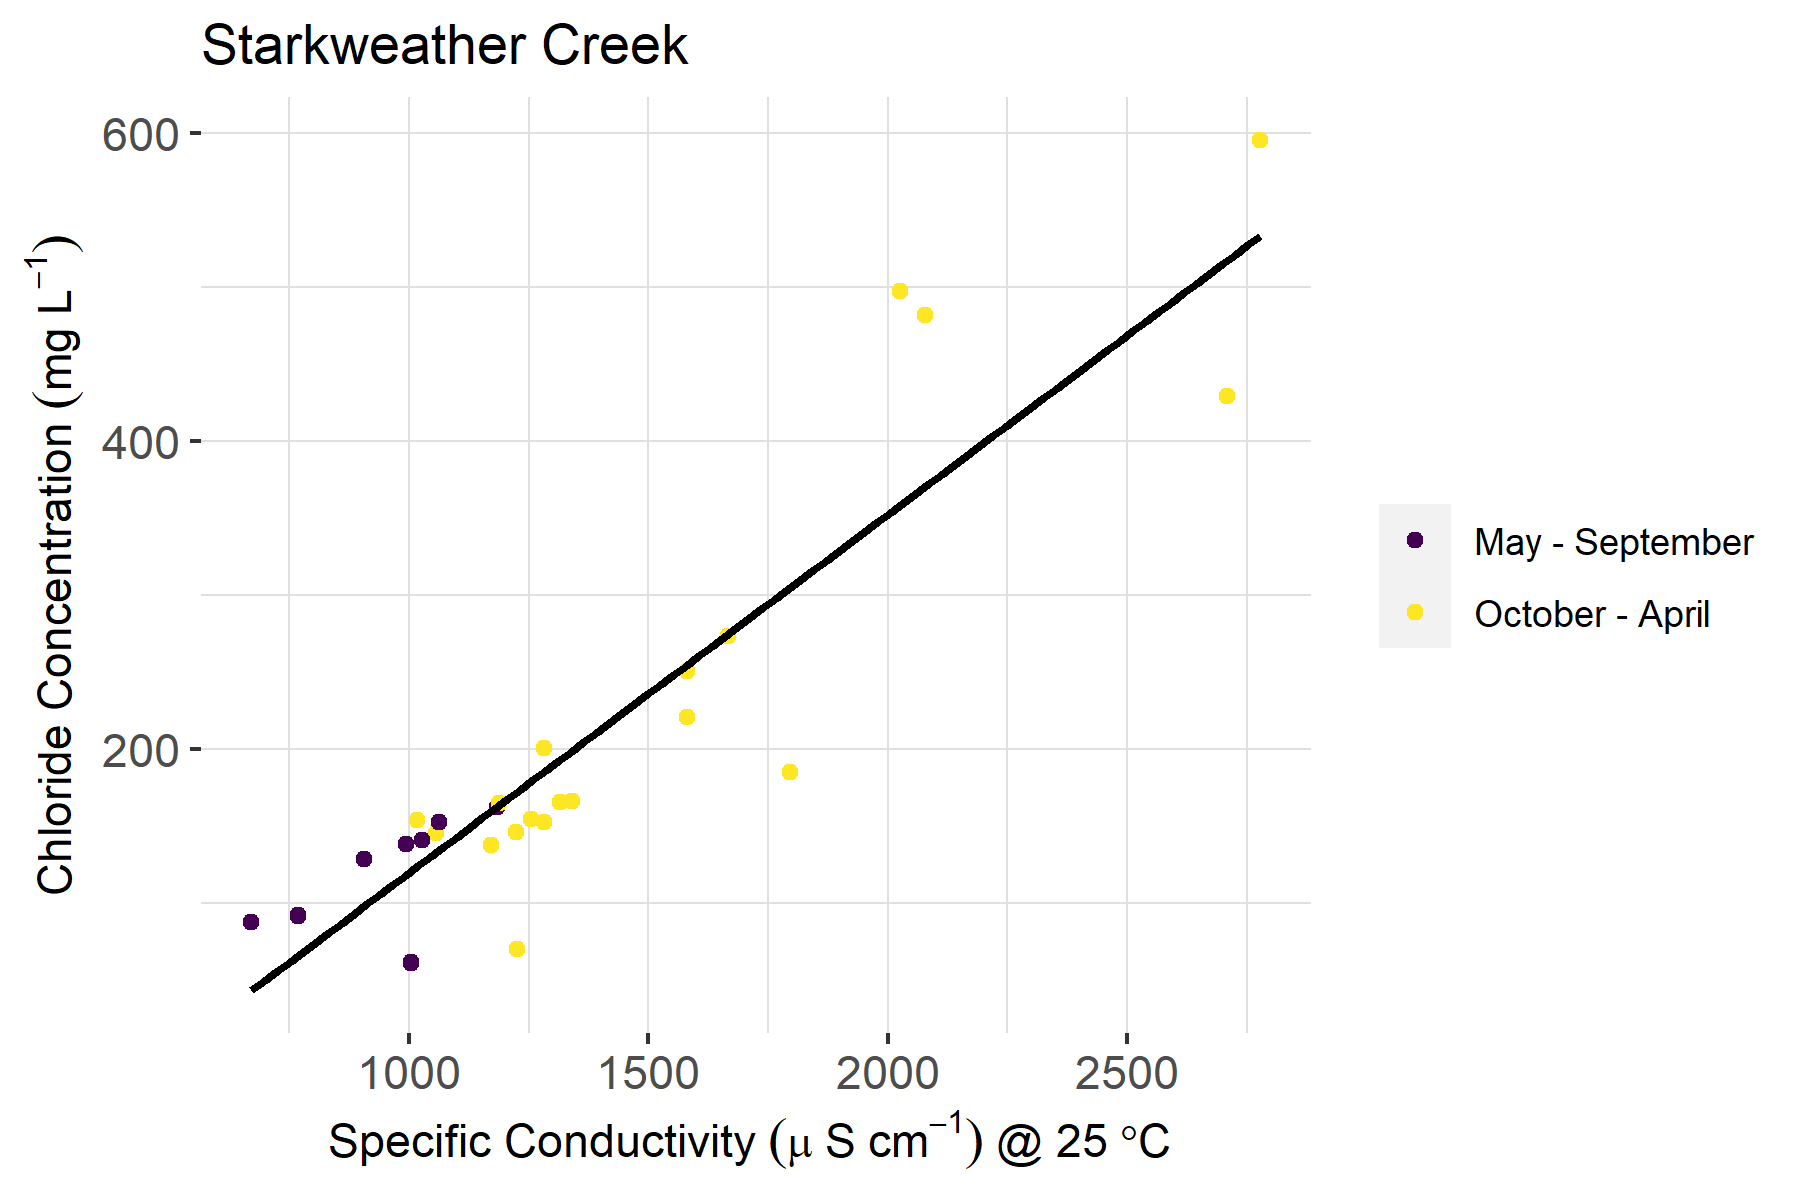 Starkweather Creek
600
400
200
Chloride Concentration (mg L⁻¹)
1000 1500 2000 2500
Specific Conductivity (μ S cm⁻¹) @ 25 °C
May - September
October - April